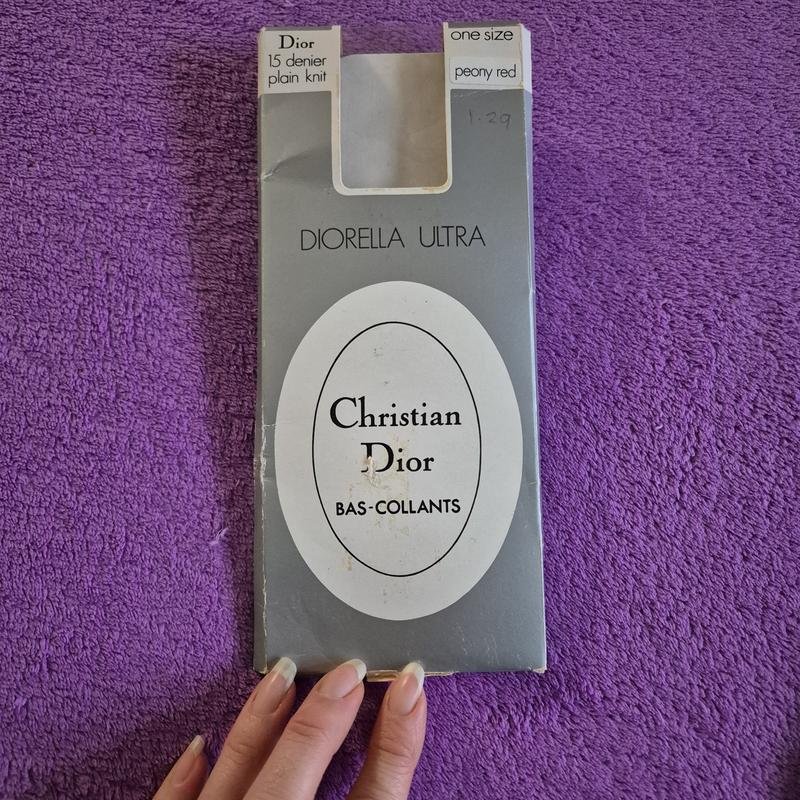 Dior
15 denier
plain knit
one size
peony red
1.29
DIORELLA ULTRA
Christian
Dior
BAS-COLLANTS